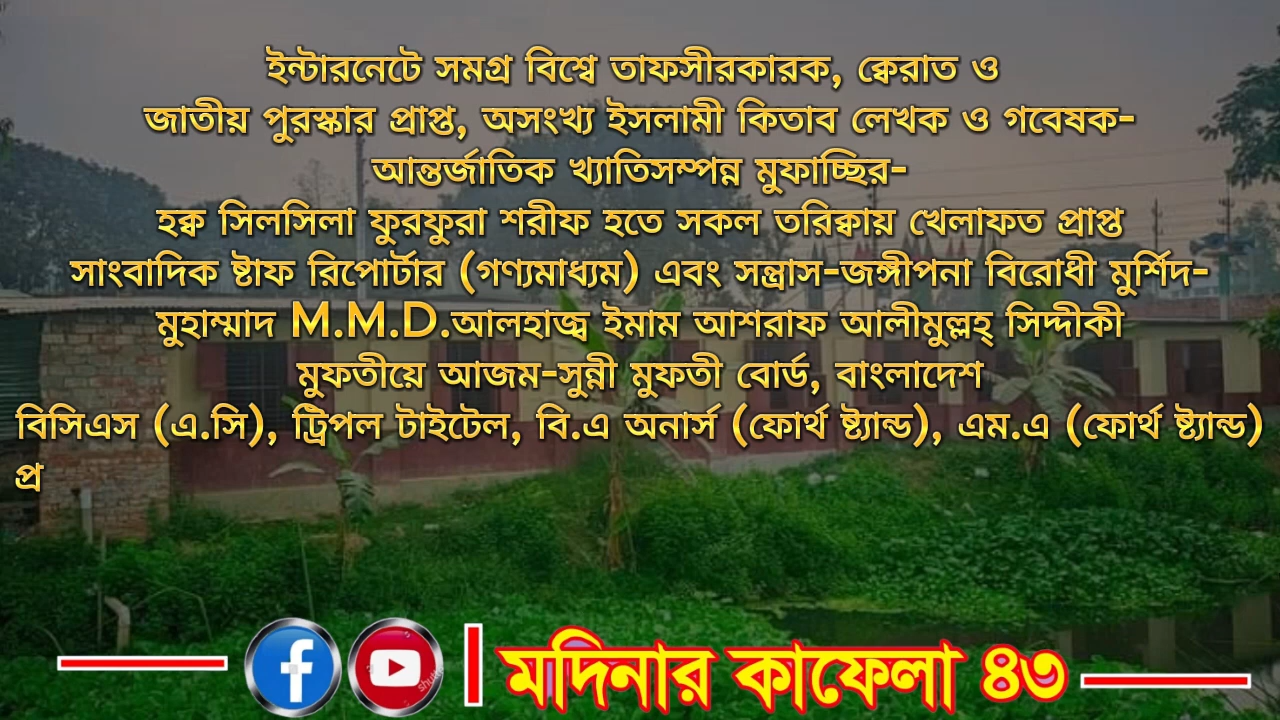 ইন্টারনেটে সমগ্র বিশ্বে তাফসীরকারক, ক্বেরাত ও
জাতীয় পুরস্কার প্রাপ্ত, অসংখ্য ইসলামী কিতাব লেখক ও গবেষক-
আন্তর্জাতিক খ্যাতিসম্পন্ন মুফাচ্ছির-
হক্ব সিলসিলা ফুরফুরা শরীফ হতে সকল তরিক্বায় খেলাফত প্রাপ্ত
সাংবাদিক ষ্টাফ রিপোর্টার (গণ্যমাধ্যম) এবং সন্ত্রাস-জঙ্গীপনা বিরোধী মুর্শিদ-
মুহাম্মাদ M.M.D.আলহাজ্ব ইমাম আশরাফ আলীমুল্লহ্ সিদ্দীকী
মুফতীয়ে আজম-সুন্নী মুফতী বোর্ড, বাংলাদেশ
বিসিএস (এ.সি), ট্রিপল টাইটেল, বি.এ অনার্স (ফোর্থ ষ্ট্যান্ড), এম.এ (ফোর্থ ষ্ট্যান্ড)
প্র
মদিনার কাফেলা ৪৩